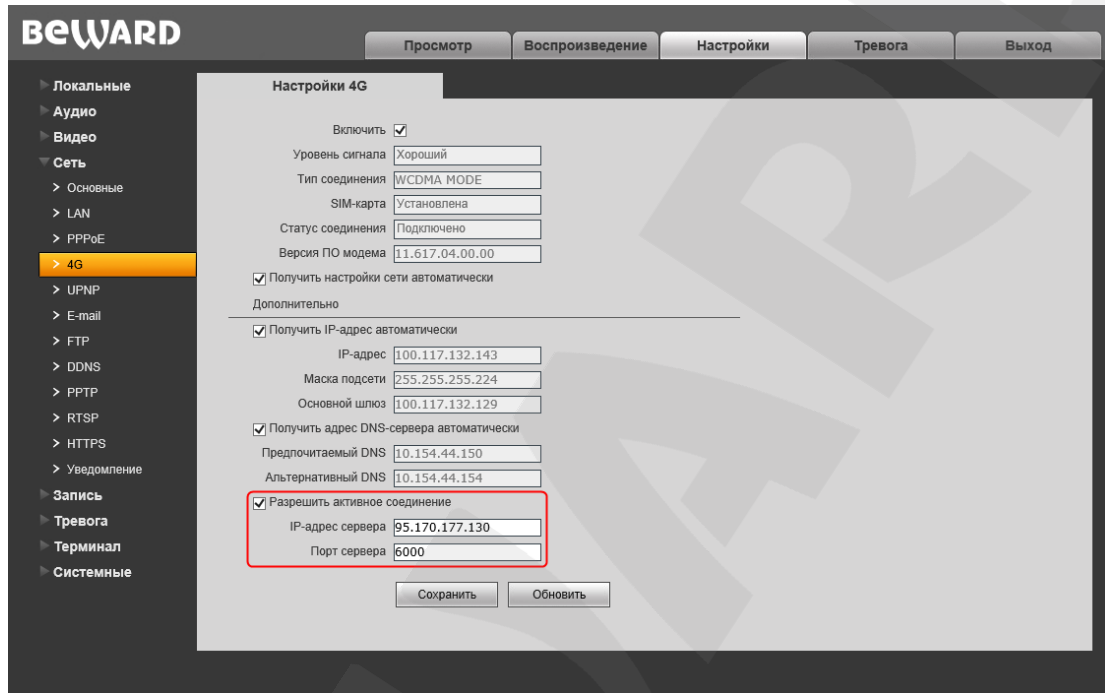 BEWARD
Просмотр Воспроизведение Настройки Тревога Выход
Локальные
Аудио
Видео
Сеть
Основные
LAN
PPPoE
4G
UPNP
E-mail
FTP
DDNS
PPTP
RTSP
HTTPS
Уведомление
Запись
Тревога
Терминал
Системные
Настройки 4G
Включить
Уровень сигнала Хороший
Тип соединения WCDMA MODE
SIM-карта Установлена
Статус соединения Подключено
Версия ПО модема 11.617.04.00.00
Получить настройки сети автоматически
Дополнительно
Получить IP-адрес автоматически
IP-адрес 100.117.132.143
Маска подсети 255.255.255.224
Основной шлюз 100.117.132.129
Получить адрес DNS-сервера автоматически
Предпочитаемый DNS 10.154.44.150
Альтернативный DNS 10.154.44.154
Разрешить активное соединение
IP-адрес сервера 95.170.177.130
Порт сервера 6000
Сохранить Обновить